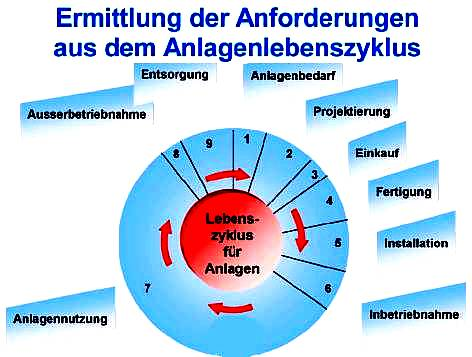 Ermittlung der Anforderungen
aus dem Anlagenlebenszyklus
Entsorgung
Anlagenbedarf
Ausserbetriebnahme
Projektierung
Einkauf
Fertigung
Installation
Inbetriebnahme
Anlagennutzung
1
2
3
4
5
6
7
8
9
Lebens-
zyklus
für
Anlagen